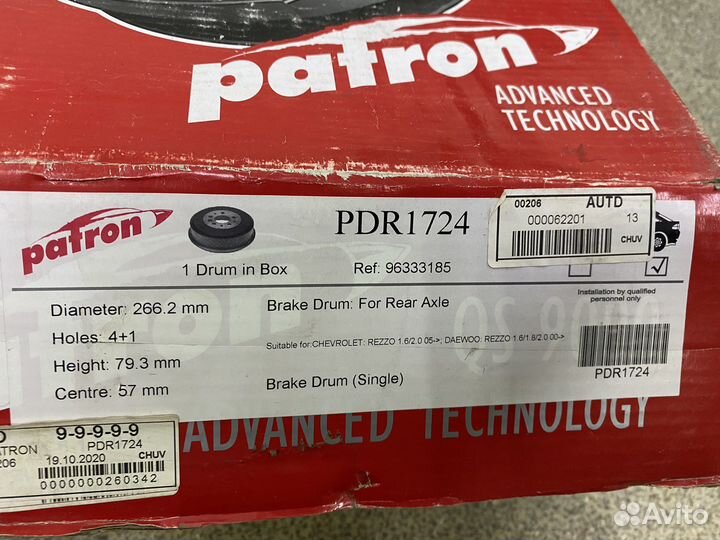 patron
ADVANCED
TECHNOLOGY
patron
1 Drum in Box
PDR1724
Ref: 96333185
00206 AUTD
000062201 13
CHUV
Installation by qualified
personnel only
Diameter: 266.2 mm
Brake Drum: For Rear Axle
Holes: 4+1
Suitable for:CHEVROLET: REZZO 1.6/2.0 05->; DAEWOO: REZZO 1.6/1.8/2.0 00->
Height: 79.3 mm
Centre: 57 mm
Brake Drum (Single)
PDR1724
ADVANCED TECHNOLOGY
9-9-9-9-9
PDR1724
19.10.2020 CHUV
0000000260342
Avito